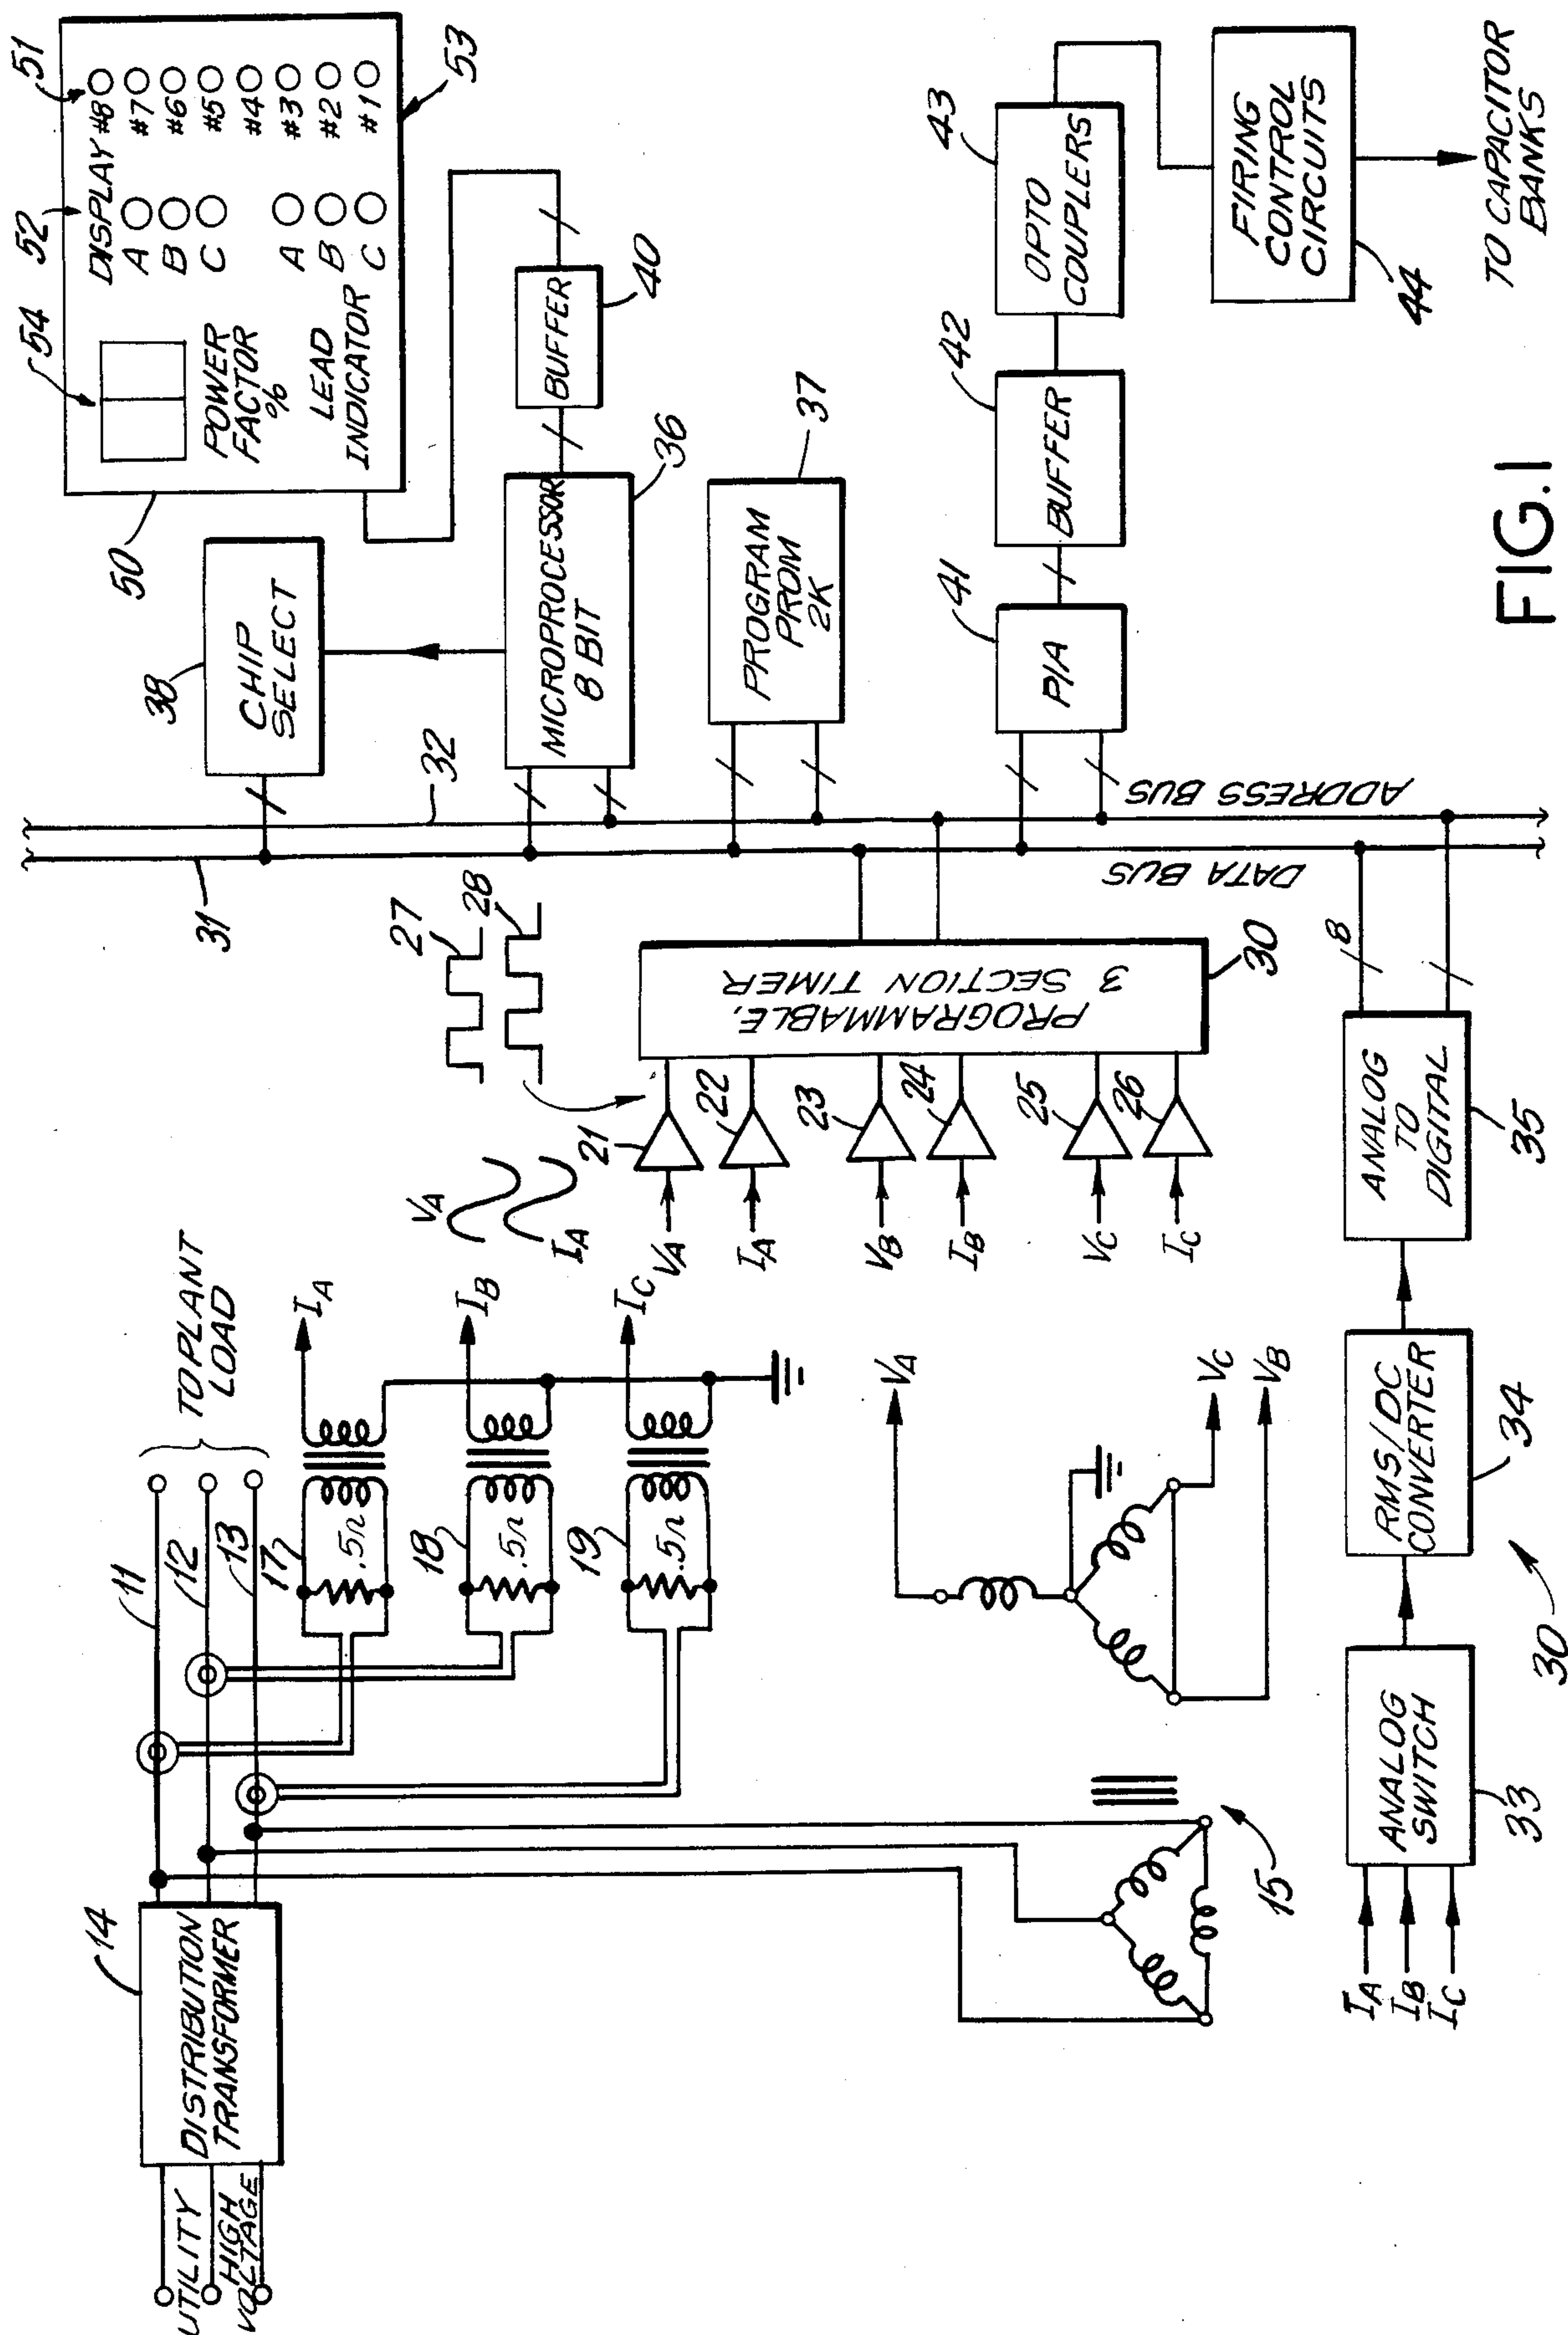 14
UTILITY
HIGH
VOLTAGE
DISTRIBUTION
TRANSFORMER
11
12
13
TO PLANT
LOAD
17
.5Ω
IA
18
.5Ω
IB
19
.5Ω
IC
15
VA
VC
VB
VA
IA
27
28
VA
21
IA
22
VB
23
IB
24
VC
25
IC
26
PROGRAMMABLE,
3 SECTION TIMER
30
IA
IB
IC
ANALOG
SWITCH
33
30
RMS/DC
CONVERTER
34
ANALOG
TO
DIGITAL
35
8
31
32
DATA BUS
ADDRESS BUS
38
CHIP
SELECT
MICROPROCESSOR
8 BIT
36
BUFFER
40
PROGRAM
PROM
2K
37
41
PIA
42
BUFFER
43
OPTO
COUPLERS
FIRING
CONTROL
CIRCUITS
44
TO CAPACITOR
BANKS
50
54
52
51
53
DISPLAY
POWER
FACTOR
%
LEAD
INDICATOR
A
B
C
A
B
C
#8
#7
#6
#5
#4
#3
#2
#1
FIG.1